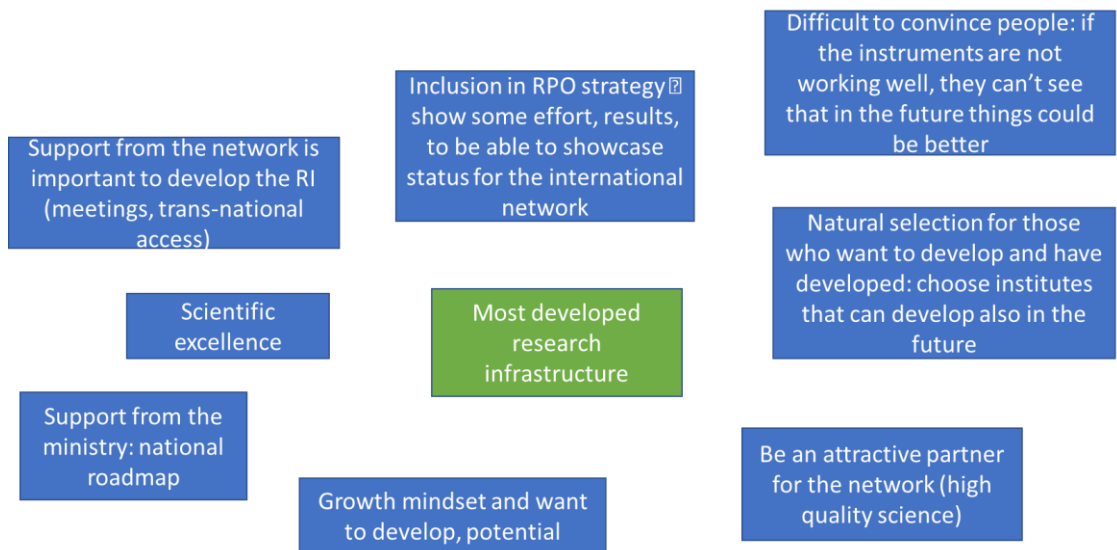 Difficult to convince people: if
the instruments are not
working well, they can’t see
that in the future things could
be better
Inclusion in RPO strategy 🠺
show some effort, results,
to be able to showcase
status for the international
network
Support from the network is
important to develop the RI
(meetings, trans-national
access)
Natural selection for those
who want to develop and have
developed: choose institutes
that can develop also in the
future
Scientific
excellence
Most developed
research
infrastructure
Support from the
ministry: national
roadmap
Be an attractive partner
for the network (high
quality science)
Growth mindset and want
to develop, potential